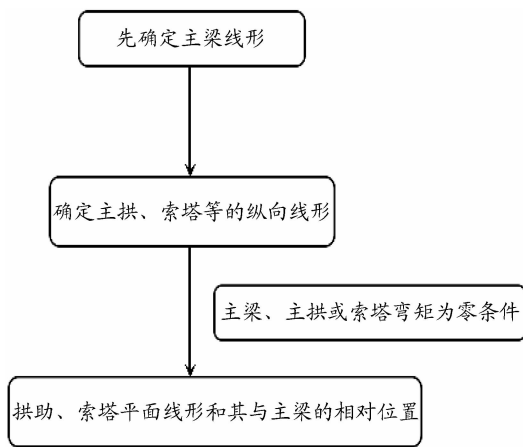 先确定主梁线形
确定主拱、索塔等的纵向线形
主梁、主拱或索塔弯矩为零条件
拱助、索塔平面线形和其与主梁的相对位置